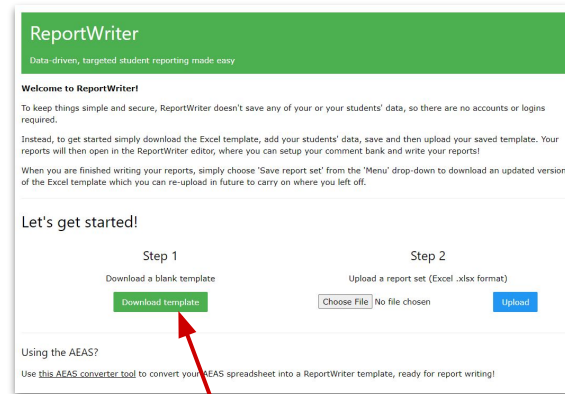 ReportWriter
Data-driven, targeted student reporting made easy
Welcome to ReportWriter!
To keep things simple and secure, ReportWriter doesn't save any of your or your students' data, so there are no accounts or logins
required.
Instead, to get started simply download the Excel template, add your students' data, save and then upload your saved template. Your
reports will then open in the ReportWriter editor, where you can setup your comment bank and write your reports!
When you are finished writing your reports, simply choose 'Save report set' from the 'Menu' drop-down to download an updated version
of the Excel template which you can re-upload in future to carry on where you left off.
Let's get started!
Step 1
Download a blank template
Download template
Step 2
Upload a report set (Excel .xlsx format)
Choose File No file chosen
Upload
Using the AEAS?
Use this AEAS converter tool to convert your AEAS spreadsheet into a ReportWriter template, ready for report writing!